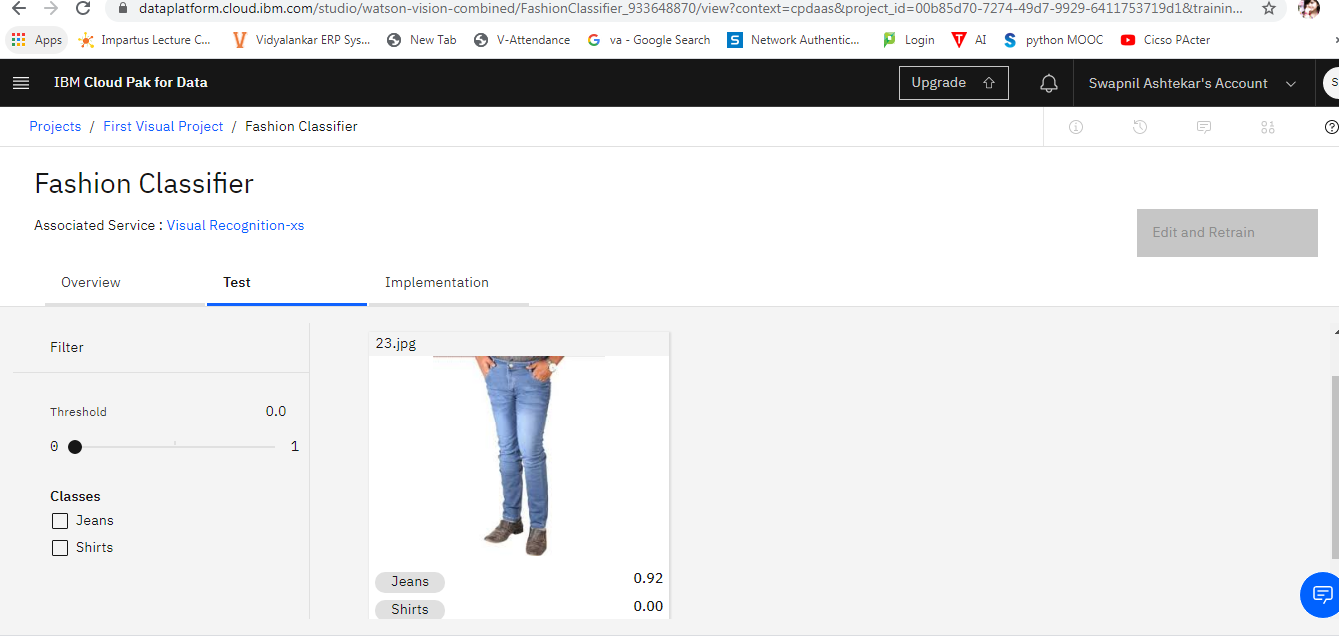 dataplatform.cloud.ibm.com/studio/watson-vision-combined/FashionClassifier_933648870/view?context=cpdaas&project_id=00b85d70-7274-49d7-9929-6411753719d1&trainin...
Apps Impartus Lecture C... Vidyalankar ERP Sys... New Tab V-Attendance va - Google Search Network Authentic... Login AI python MOOC Cicso PActer
IBM Cloud Pak for Data Upgrade Swapnil Ashtekar's Account S
Projects / First Visual Project / Fashion Classifier
Fashion Classifier
Associated Service : Visual Recognition-xs
Edit and Retrain
Overview Test Implementation
Filter
23.jpg
Threshold 0.0
0 1
Classes
Jeans
Shirts
Jeans 0.92
Shirts 0.00